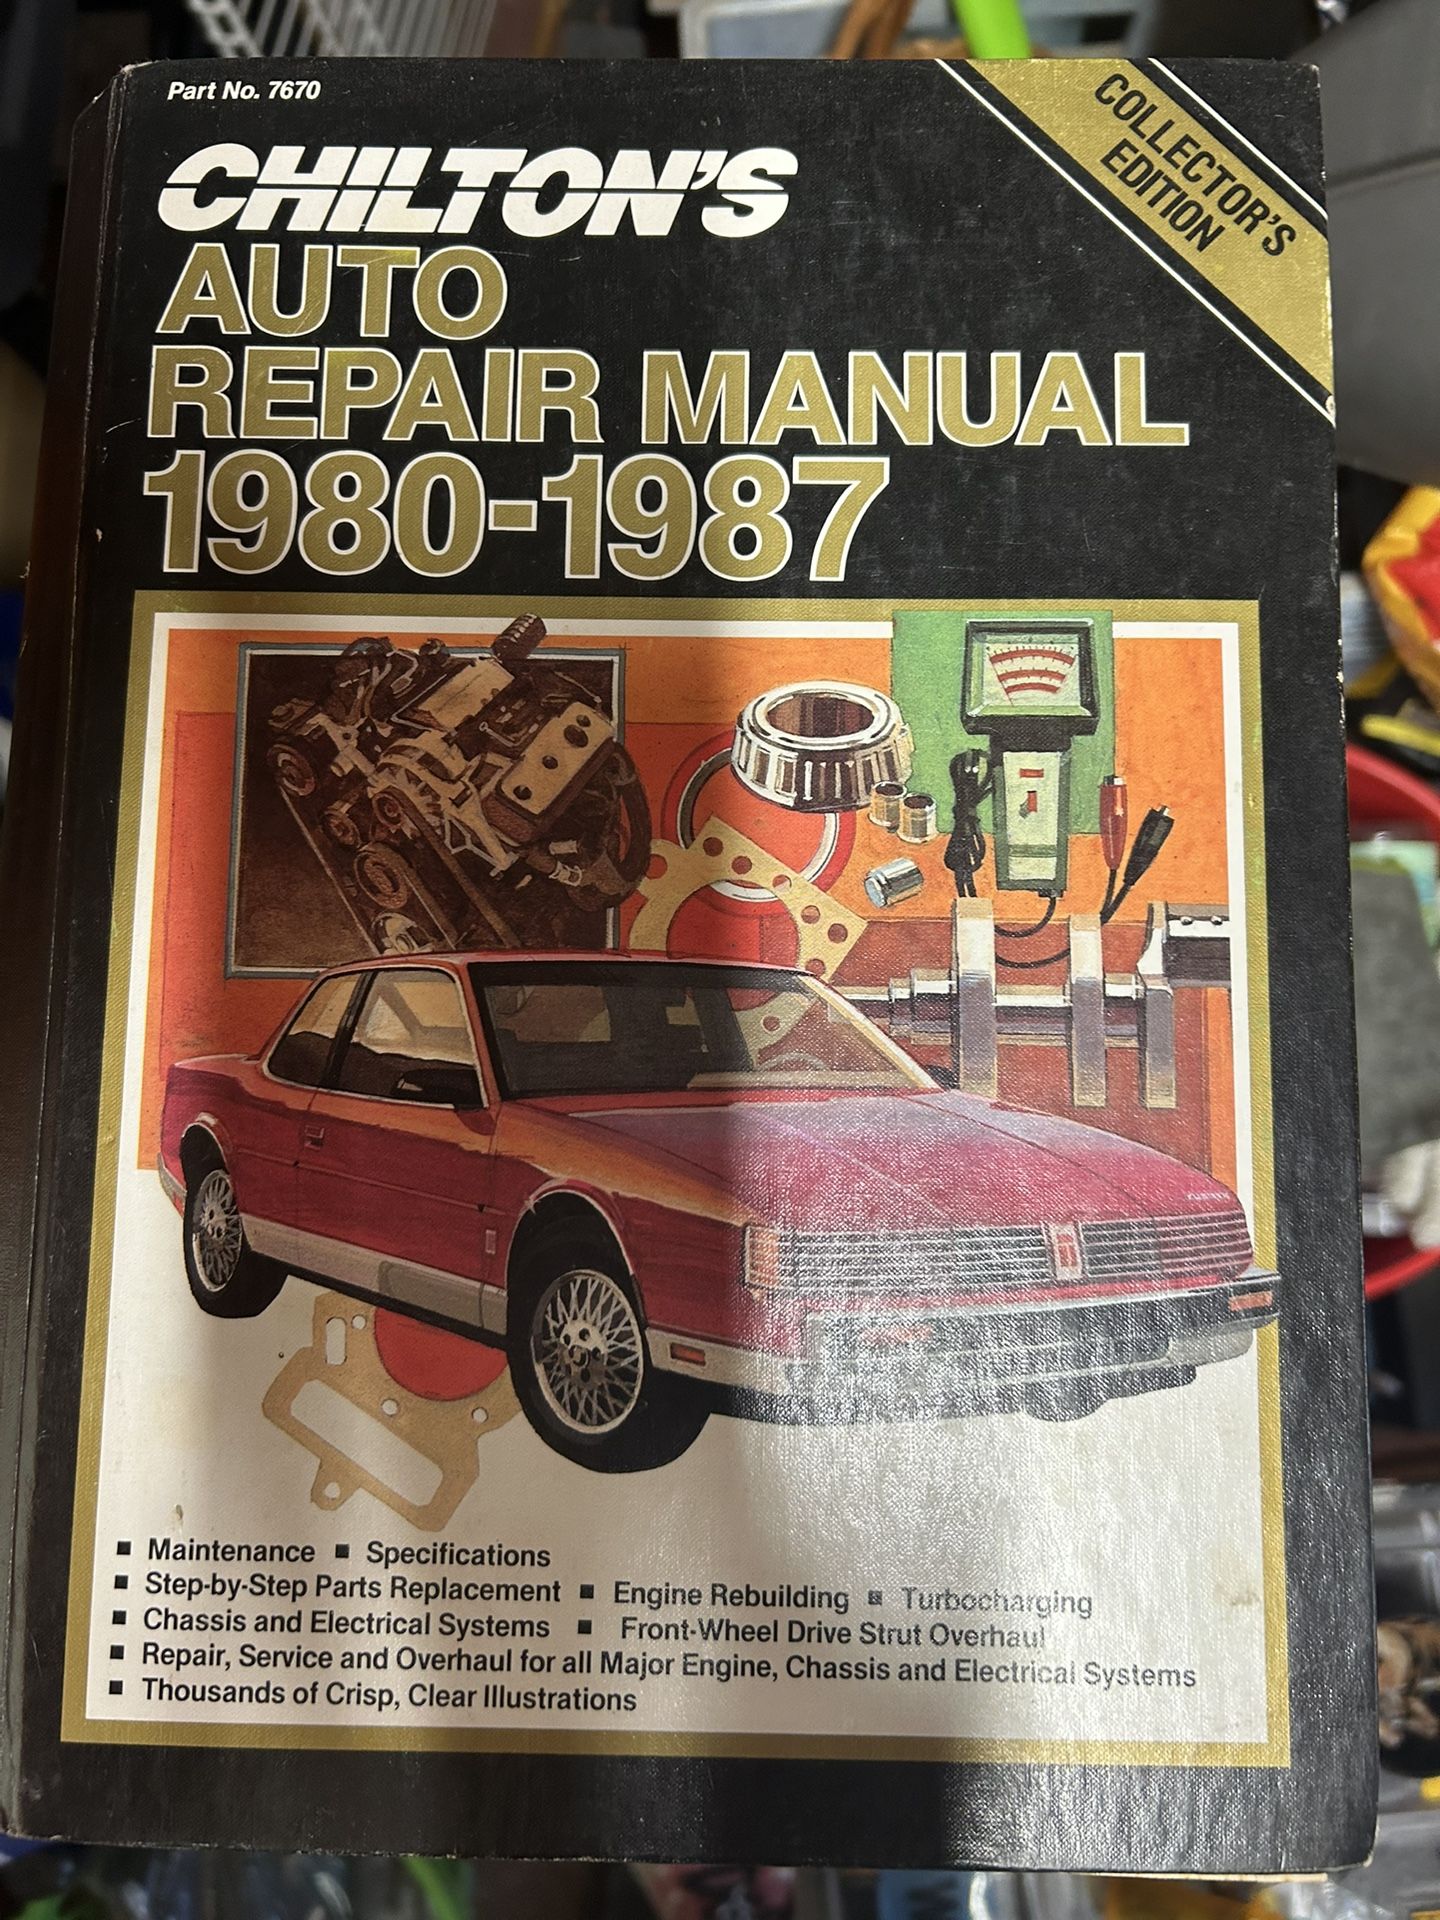 Part No. 7670
COLLECTOR'S
EDITION
CHILTON'S
AUTO
REPAIR MANUAL
1980-1987
■ Maintenance ■ Specifications
■ Step-by-Step Parts Replacement ■ Engine Rebuilding ■ Turbocharging
■ Chassis and Electrical Systems ■ Front-Wheel Drive Strut Overhaul
■ Repair, Service and Overhaul for all Major Engine, Chassis and Electrical Systems
■ Thousands of Crisp, Clear Illustrations